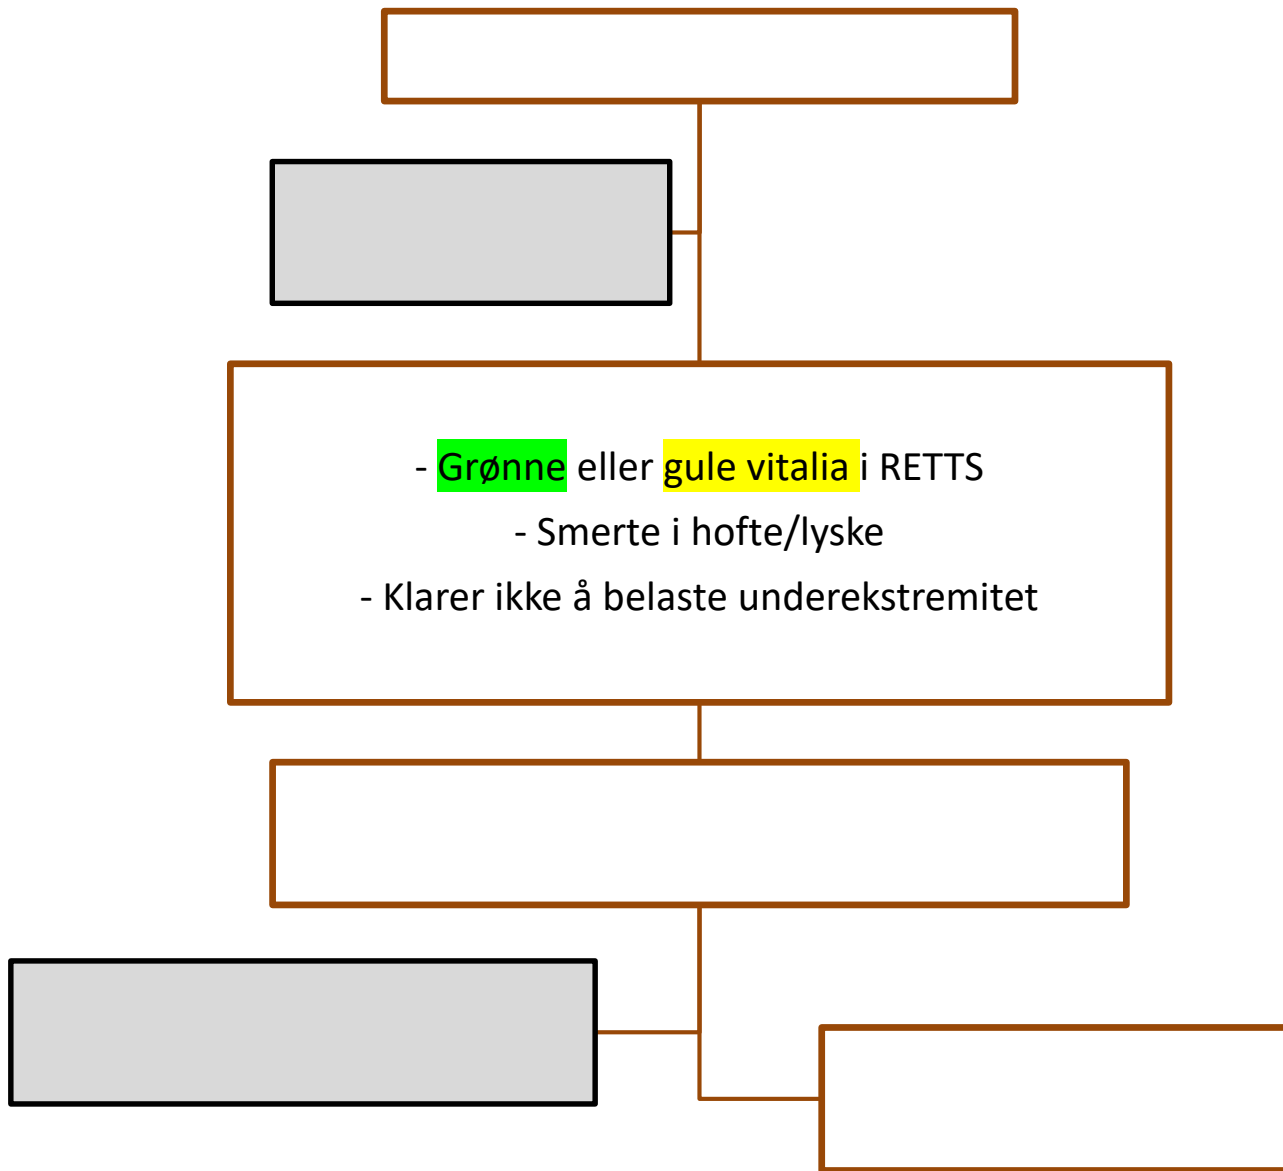 - Grønne eller gule vitalia i RETTS
- Smerte i hofte/lyske
- Klarer ikke å belaste underekstremitet